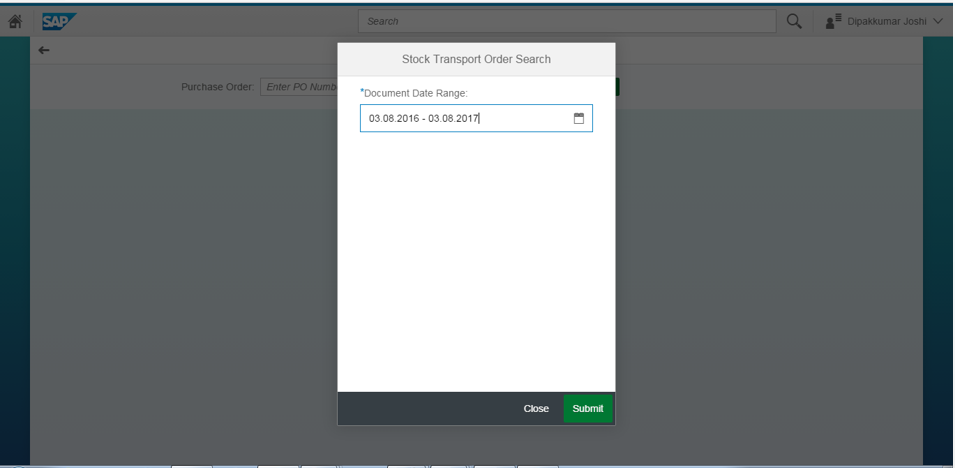 SAP
Search
Dipakkumar Joshi
Stock Transport Order Search
Purchase Order: Enter PO Numb
*Document Date Range:
03.08.2016 - 03.08.2017
Close Submit